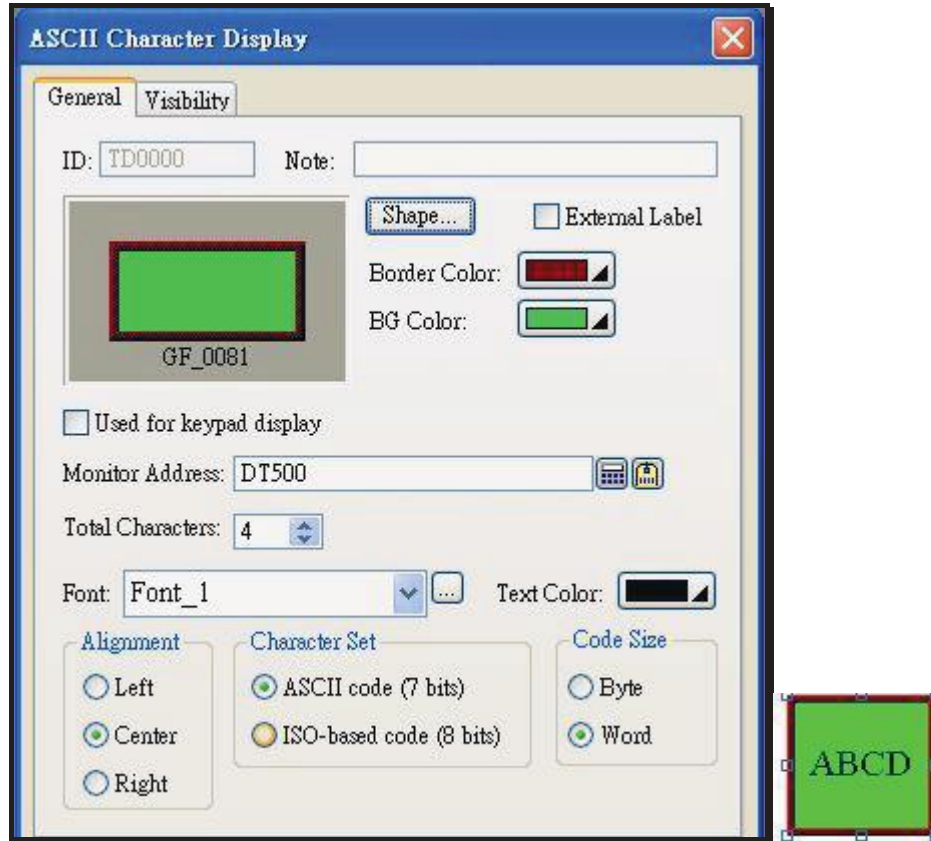 ASCII Character Display
General Visibility
ID: TD0000 Note:
Shape... External Label
Border Color:
BG Color:
GF_0081
Used for keypad display
Monitor Address: DT500
Total Characters: 4
Font: Font_1 ... Text Color:
Alignment Character Set Code Size
Left ASCII code (7 bits) Byte
Center ISO-based code (8 bits) Word
Right
ABCD